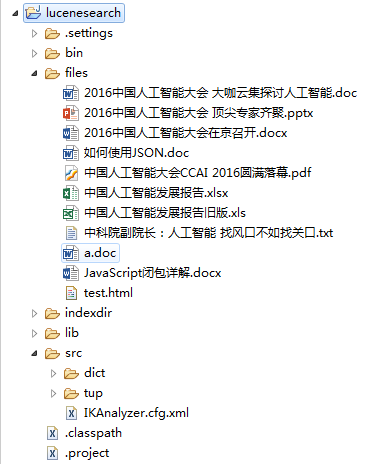 lucenesearch
.settings
bin
files
2016中国人工智能大会 大咖云集探讨人工智能.doc
2016中国人工智能大会 顶尖专家齐聚.pptx
2016中国人工智能大会在京召开.docx
如何使用JSON.doc
中国人工智能大会CCAI 2016圆满落幕.pdf
中国人工智能发展报告.xlsx
中国人工智能发展报告旧版.xls
中科院副院长：人工智能 找风口不如找关口.txt
a.doc
JavaScript闭包详解.docx
test.html
indexdir
lib
src
dict
tup
IKAnalyzer.cfg.xml
.classpath
.project